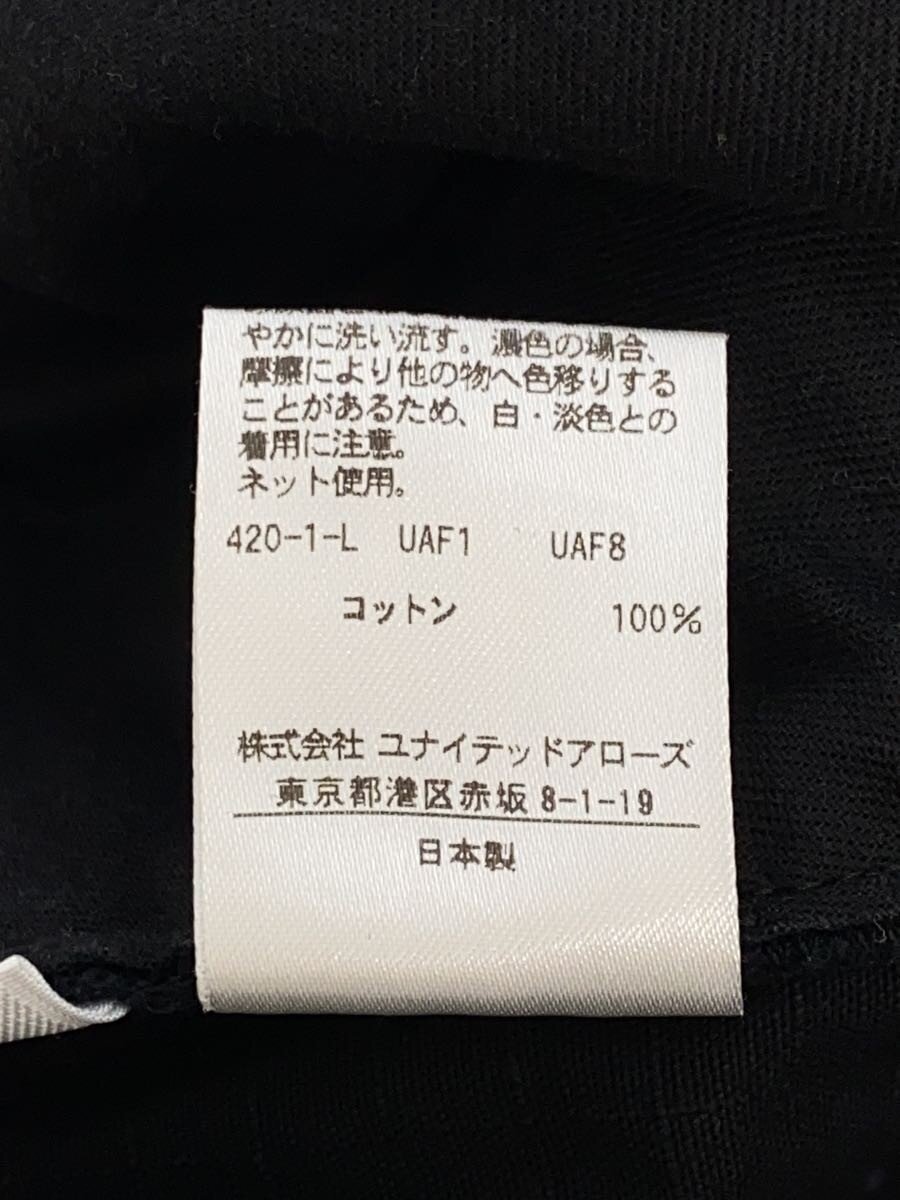 やかに洗い流す。濃色の場合、
摩擦により他の物へ色移りする
ことがあるため、白・淡色との
着用に注意。
ネット使用。
420-1-L UAF1 UAF8
コットン 100%
株式会社 ユナイテッドアローズ
東京都港区赤坂 8-1-19
日本製